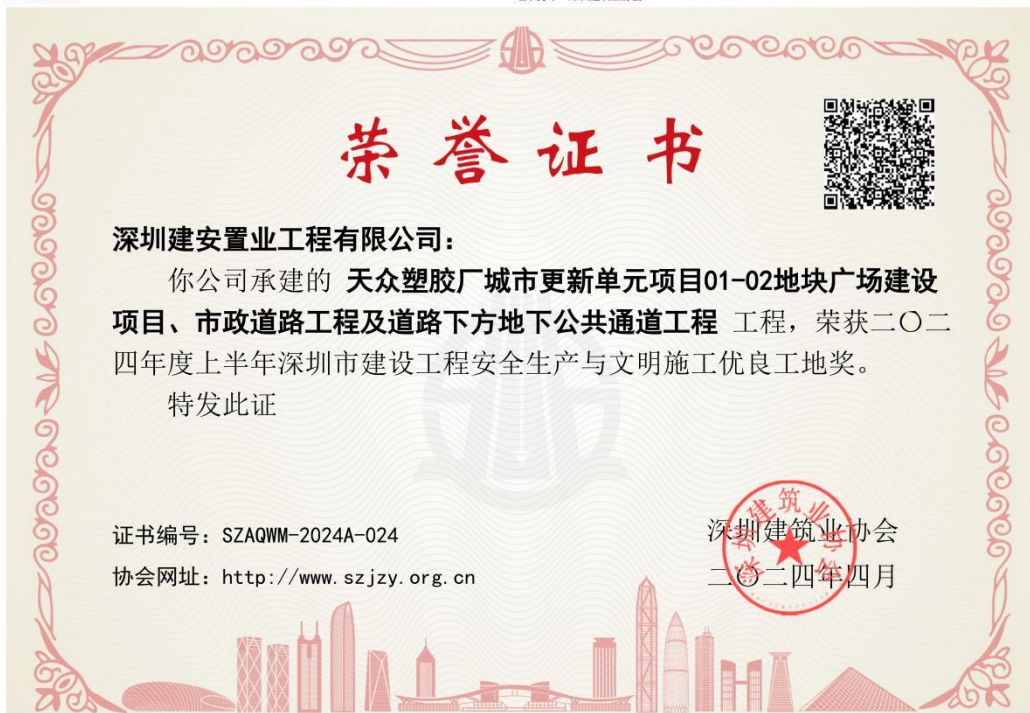 荣誉证书
深圳建安置业工程有限公司：
你公司承建的 天众塑胶厂城市更新单元项目01-02地块广场建设
项目、市政道路工程及道路下方地下公共通道工程 工程，荣获二〇二
四年度上半年深圳市建设工程安全生产与文明施工优良工地奖。
特发此证
证书编号：SZAQWM-2024A-024
深圳建筑业协会
协会网址：http://www.szjzy.org.cn
二〇二四年四月
深圳建筑业协会